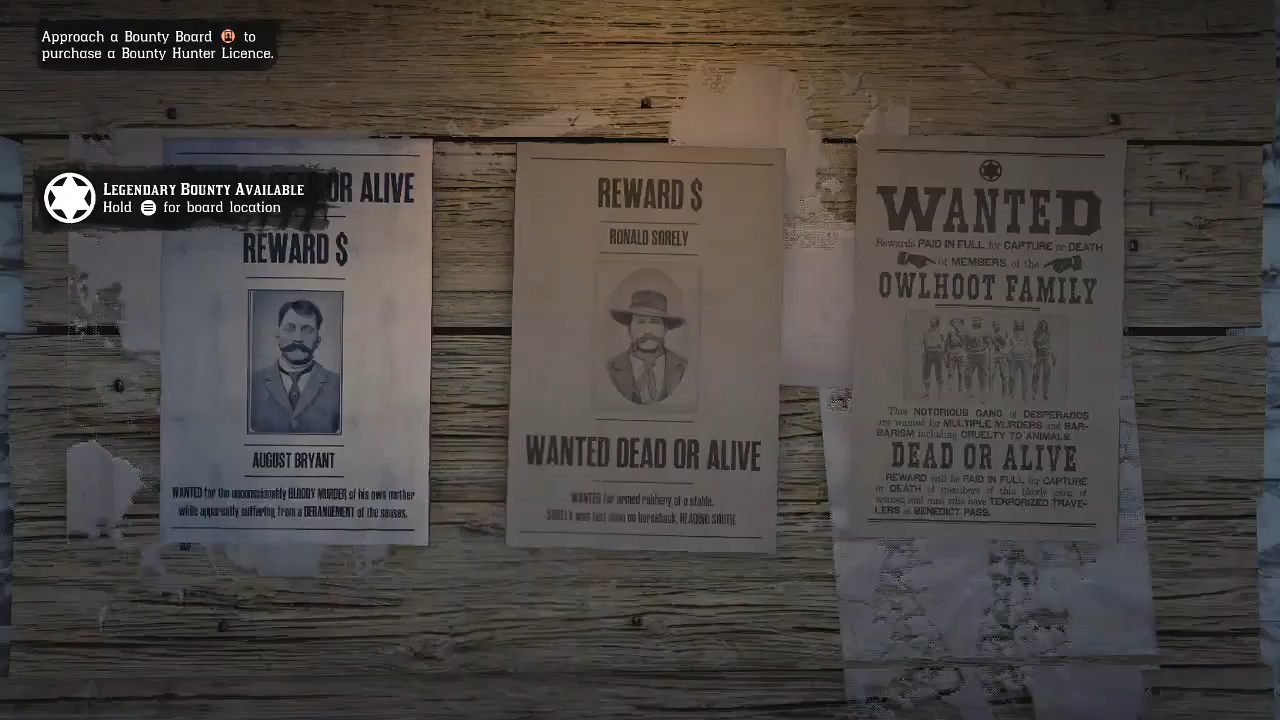 Approach a Bounty Board to
purchase a Bounty Hunter Licence.
LEGENDARY BOUNTY AVAILABLE
Hold for board location
OR ALIVE
REWARD $
AUGUST BRYANT
WANTED for the unconscionably BLOODY MURDER of his own mother
while apparently suffering from a DERANGEMENT of the senses.
REWARD $
RONALD SORELY
WANTED DEAD OR ALIVE
WANTED for armed robbery of a stable.
SORELY was last seen on horseback, HEADING SOUTH.
WANTED
Rewards PAID IN FULL for CAPTURE or DEATH
of MEMBERS of the
OWLHOOT FAMILY
This NOTORIOUS GANG of DESPERADOS
are wanted for MULTIPLE MURDERS and BAR-
BARISM including CRUELTY TO ANIMALS.
DEAD OR ALIVE
REWARD will be PAID IN FULL for CAPTURE
or DEATH of members of this bloody gang of
women and men who have TERRORIZED TRAVE-
LERS at BENEDICT PASS.